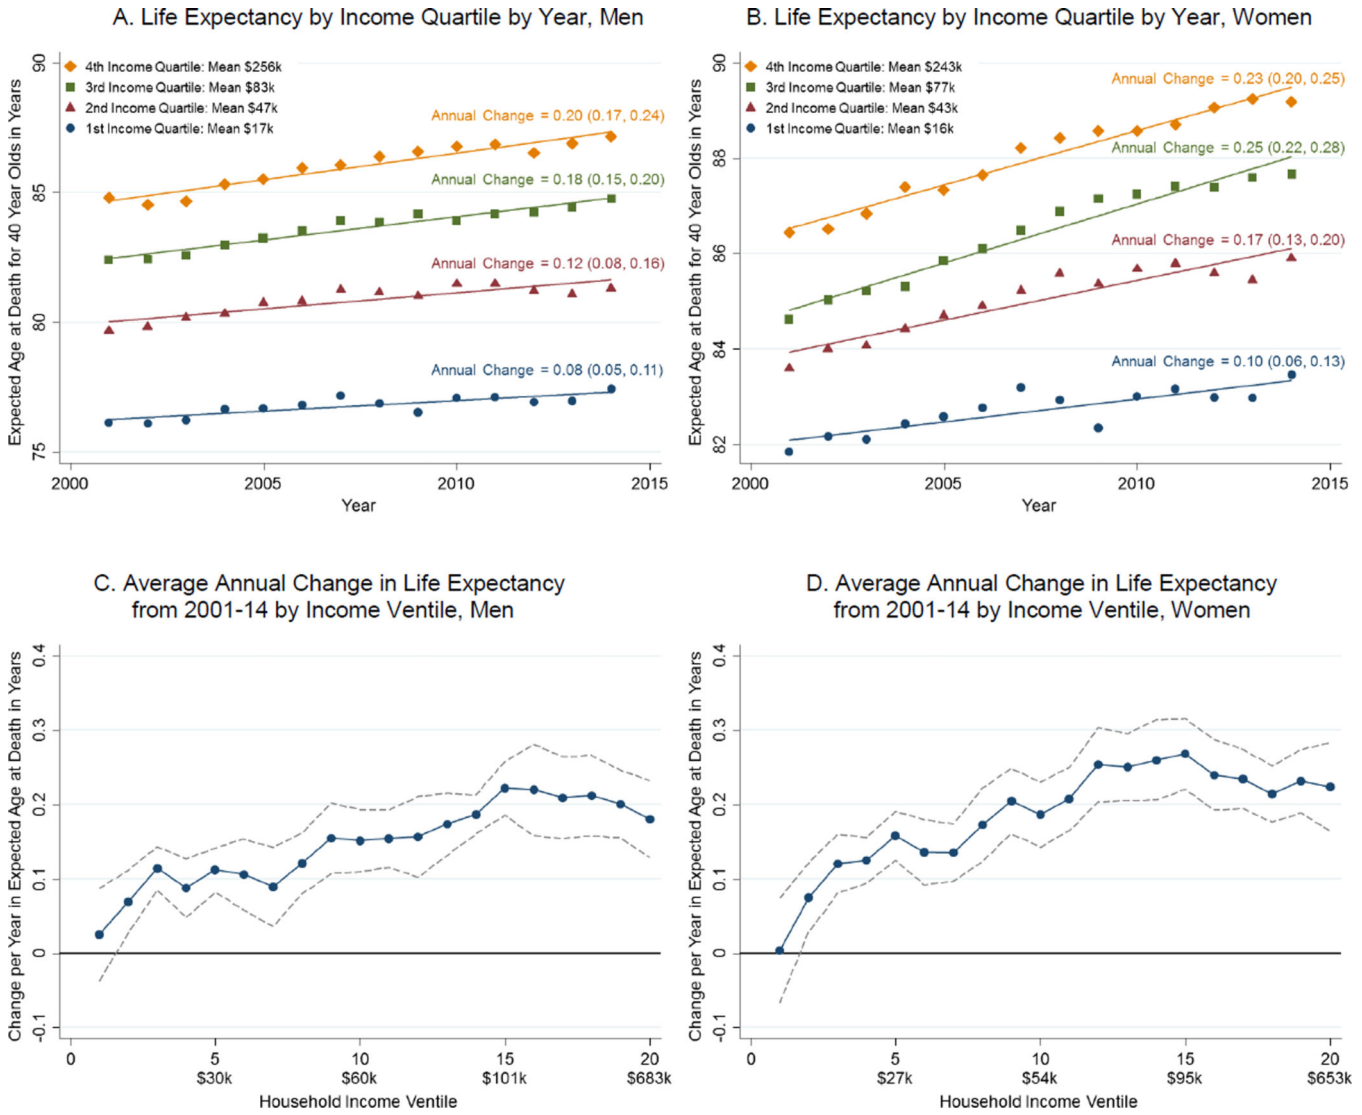 A. Life Expectancy by Income Quartile by Year, Men
Expected Age at Death for 40 Year Olds in Years
90
85
80
75
4th Income Quartile: Mean $256k
3rd Income Quartile: Mean $83k
2nd Income Quartile: Mean $47k
1st Income Quartile: Mean $17k
Annual Change = 0.20 (0.17, 0.24)
Annual Change = 0.18 (0.15, 0.20)
Annual Change = 0.12 (0.08, 0.16)
Annual Change = 0.08 (0.05, 0.11)
2000 2005 2010 2015
Year
B. Life Expectancy by Income Quartile by Year, Women
Expected Age at Death for 40 Year Olds in Years
90
88
86
84
82
4th Income Quartile: Mean $243k
3rd Income Quartile: Mean $77k
2nd Income Quartile: Mean $43k
1st Income Quartile: Mean $16k
Annual Change = 0.23 (0.20, 0.25)
Annual Change = 0.25 (0.22, 0.28)
Annual Change = 0.17 (0.13, 0.20)
Annual Change = 0.10 (0.06, 0.13)
2000 2005 2010 2015
Year
C. Average Annual Change in Life Expectancy
from 2001-14 by Income Ventile, Men
Change per Year in Expected Age at Death in Years
0.4
0.3
0.2
0.1
0
-0.1
0 5 10 15 20
$30k $60k $101k $683k
Household Income Ventile
D. Average Annual Change in Life Expectancy
from 2001-14 by Income Ventile, Women
Change per Year in Expected Age at Death in Years
0.4
0.3
0.2
0.1
0
-0.1
0 5 10 15 20
$27k $54k $95k $653k
Household Income Ventile